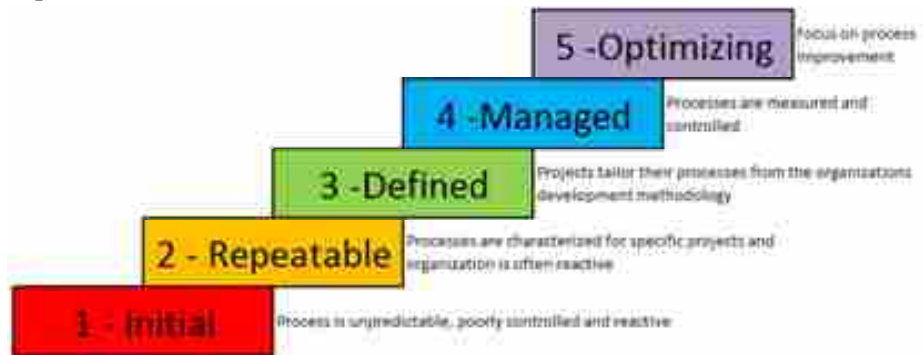 5 -Optimizing
Focus on process
improvement
4 -Managed
Processes are measured and
controlled
3 -Defined
Projects tailor their processes from the organizations
development methodology
2 - Repeatable
Processes are characterized for specific projects and
organization is often reactive
1 - Initial
Process is unpredictable, poorly controlled and reactive